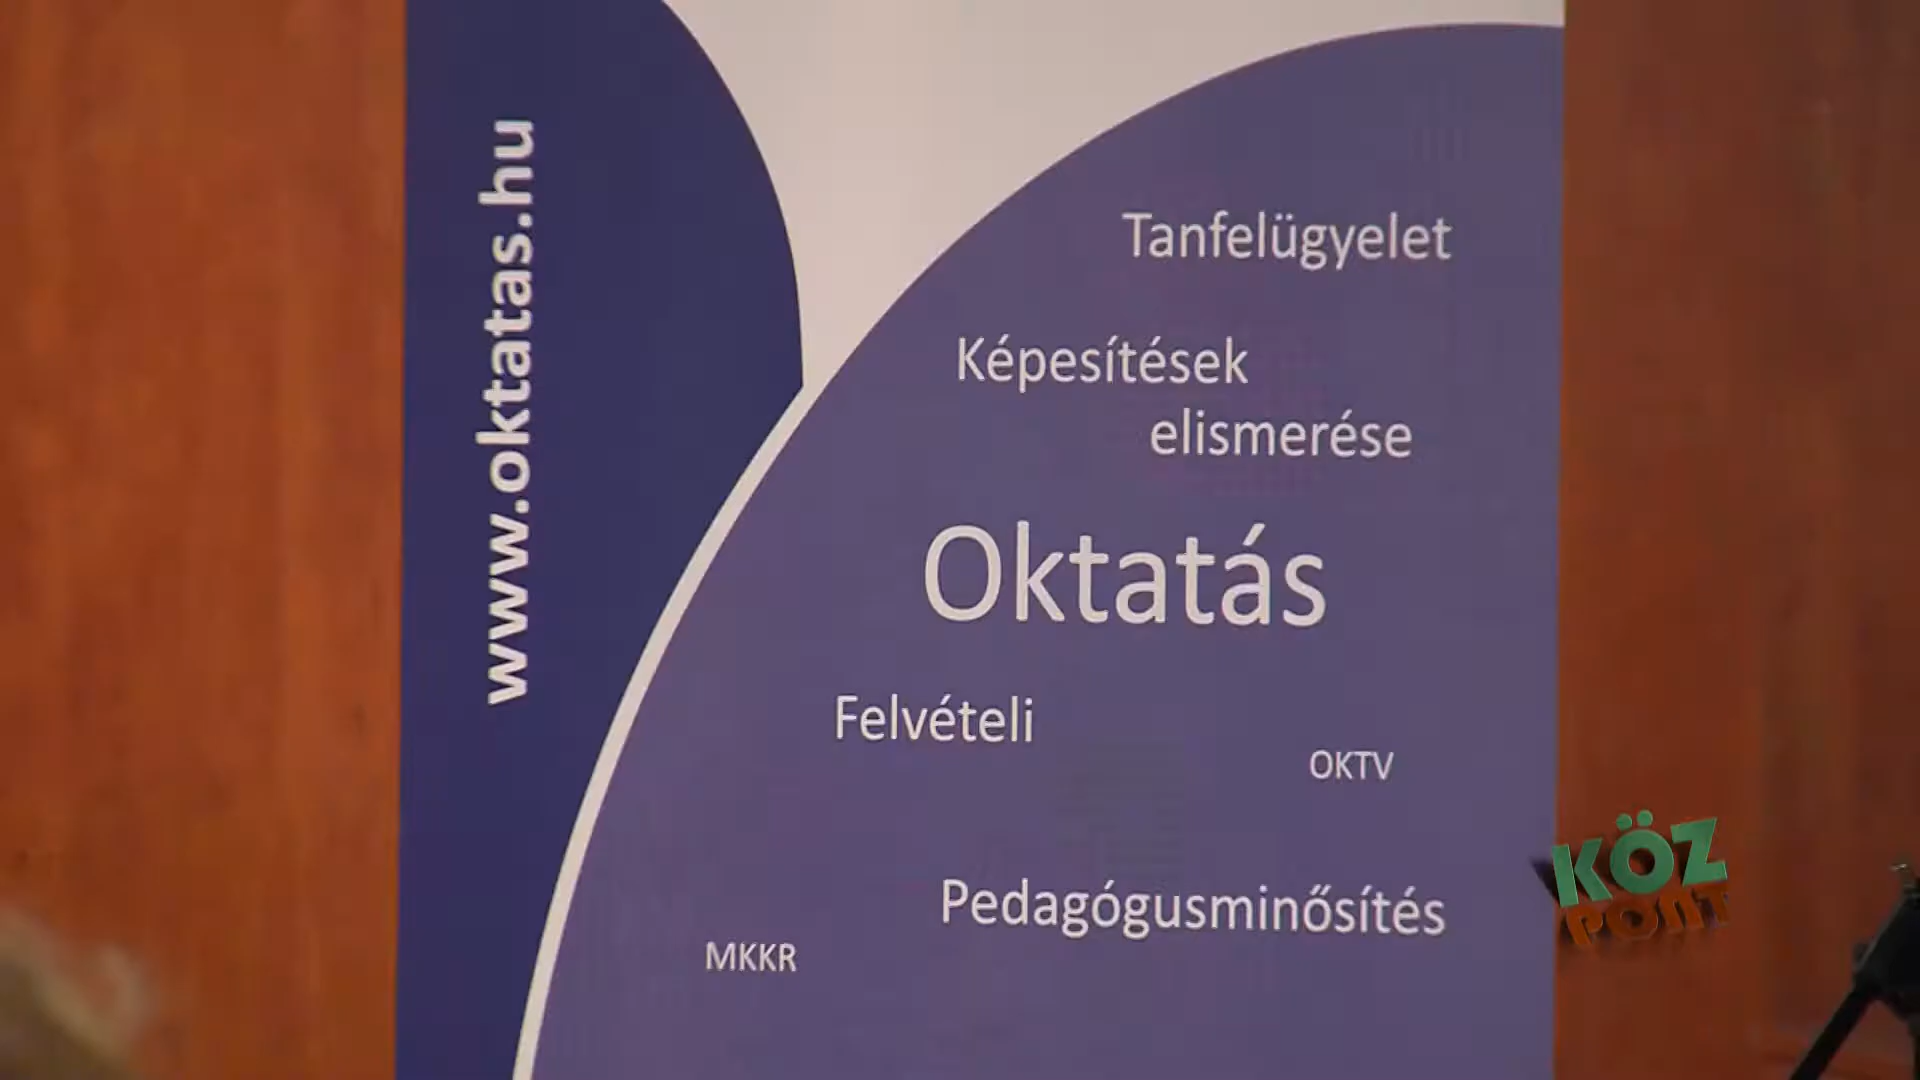 www.oktatas.hu
Tanfelügyelet
Képesítések
elismerése
Oktatás
Felvételi
OKTV
Pedagógusminősítés
MKKR
KÖZ
PONT